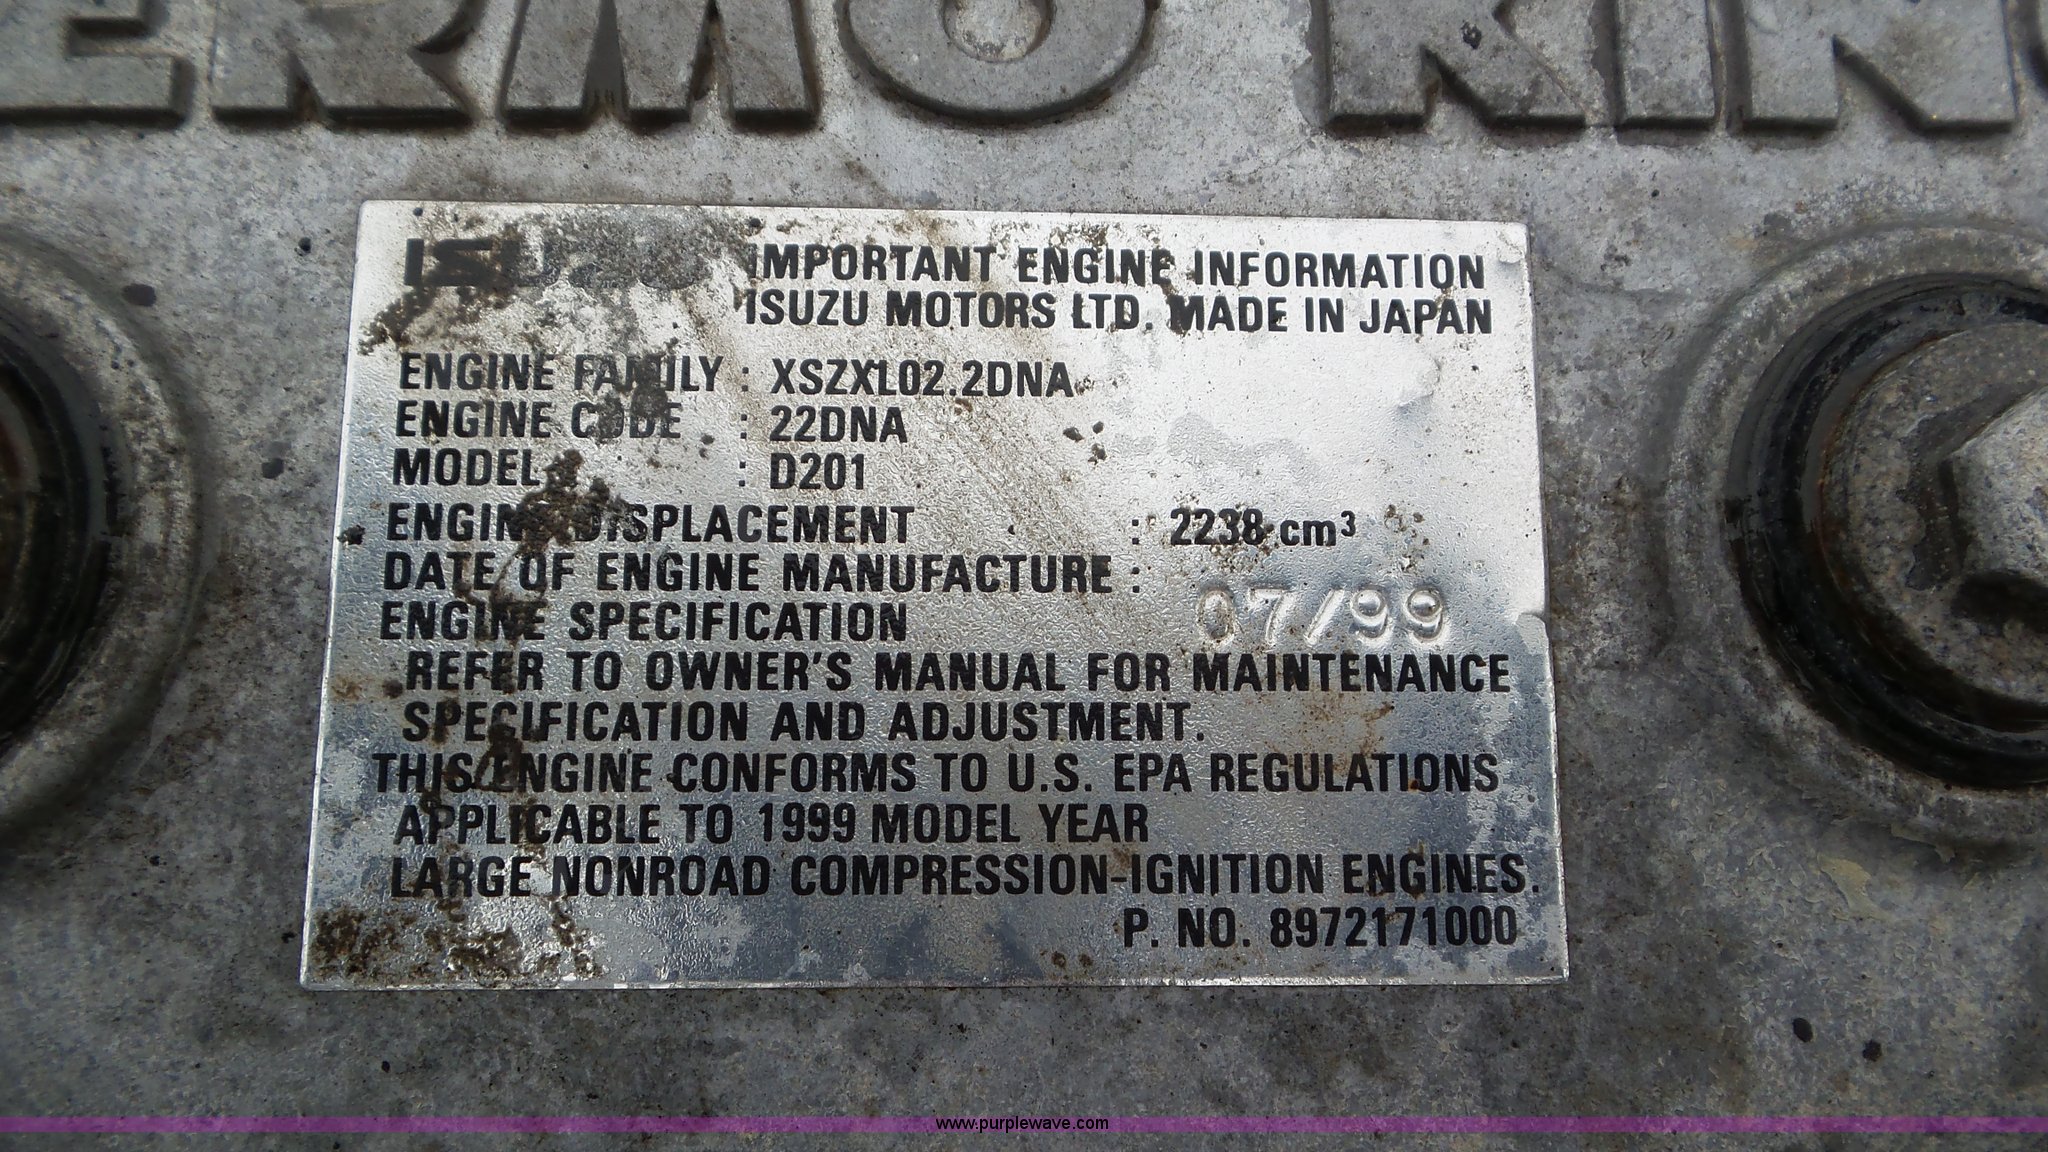 ERMO KING
ISUZU IMPORTANT ENGINE INFORMATION
ISUZU MOTORS LTD. MADE IN JAPAN
ENGINE FAMILY : XSZXL02.2DNA
ENGINE CODE : 22DNA
MODEL : D201
ENGINE DISPLACEMENT : 2238 cm³
DATE OF ENGINE MANUFACTURE :
07/99
ENGINE SPECIFICATION
REFER TO OWNER'S MANUAL FOR MAINTENANCE
SPECIFICATION AND ADJUSTMENT.
THIS ENGINE CONFORMS TO U.S. EPA REGULATIONS
APPLICABLE TO 1999 MODEL YEAR
LARGE NONROAD COMPRESSION-IGNITION ENGINES.
P. NO. 8972171000
www.purplewave.com